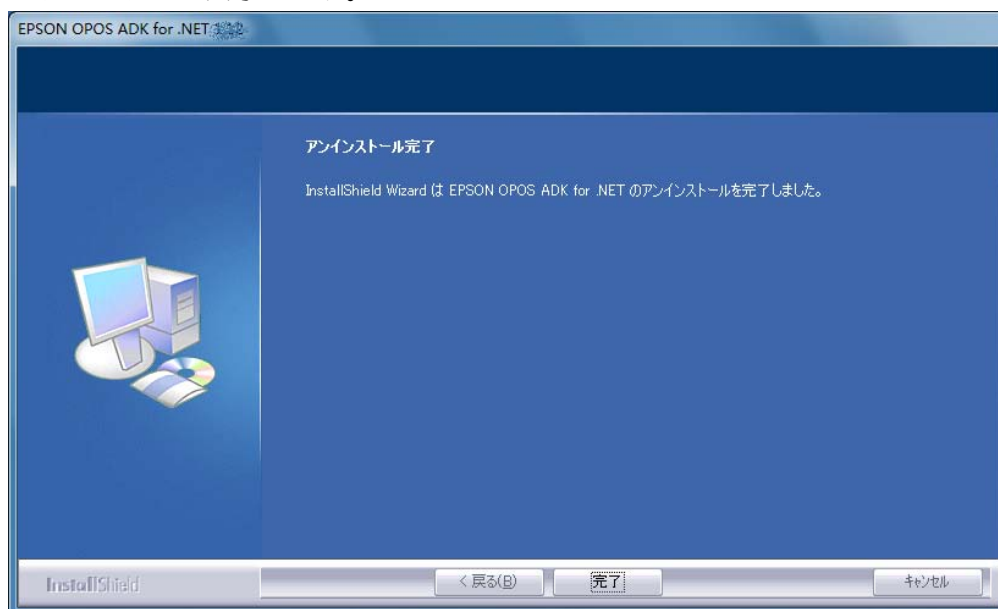 EPSON OPOS ADK for .NET
アンインストール完了
InstallShield Wizard は EPSON OPOS ADK for .NET のアンインストールを完了しました。
InstallShield
< 戻る(B)
完了
キャンセル